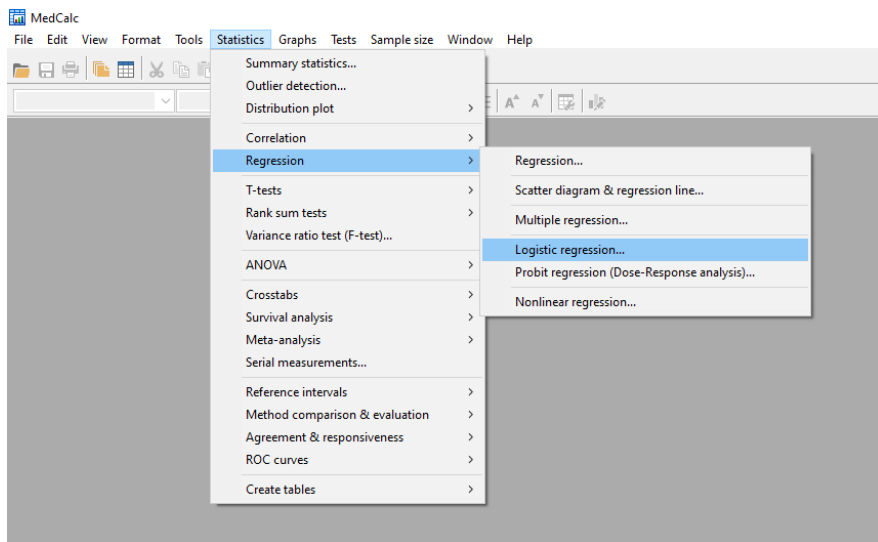 MedCalc
File Edit View Format Tools Statistics Graphs Tests Sample size Window Help
Summary statistics...
Outlier detection...
Distribution plot
Correlation
Regression
T-tests
Rank sum tests
Variance ratio test (F-test)...
ANOVA
Crosstabs
Survival analysis
Meta-analysis
Serial measurements...
Reference intervals
Method comparison & evaluation
Agreement & responsiveness
ROC curves
Create tables
Regression...
Scatter diagram & regression line...
Multiple regression...
Logistic regression...
Probit regression (Dose-Response analysis)...
Nonlinear regression...